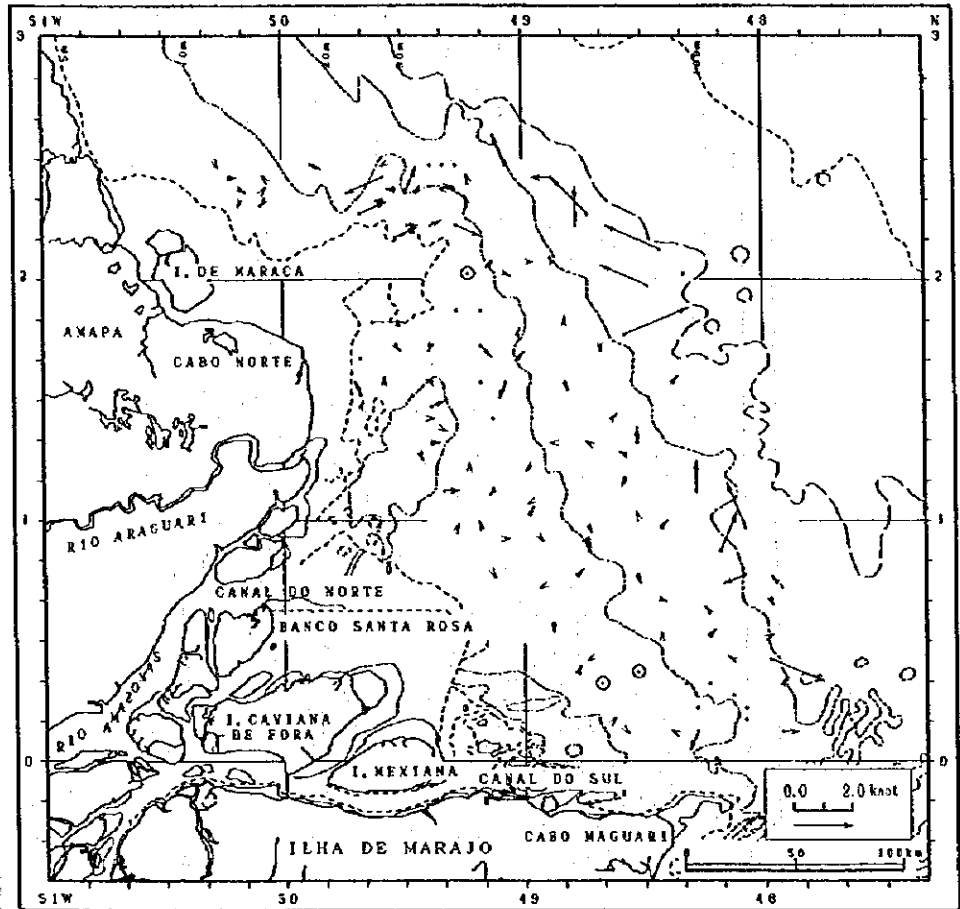 51W 50 49 48 N
3 3
I. DE MARACA
2 2
AMAPA
CABO NORTE
1 1
RIO ARAGUARI
CANAL DO NORTE
BANCO SANTA ROSA
RIO AMAZONAS
I. CAVIANA
DE FORA
0 0
I. MEXIANA
CANAL DO SUL
0.0 2.0 knot
CABO MAGUARI
ILHA DE MARAJO
0 50 100km
51W 50 49 48